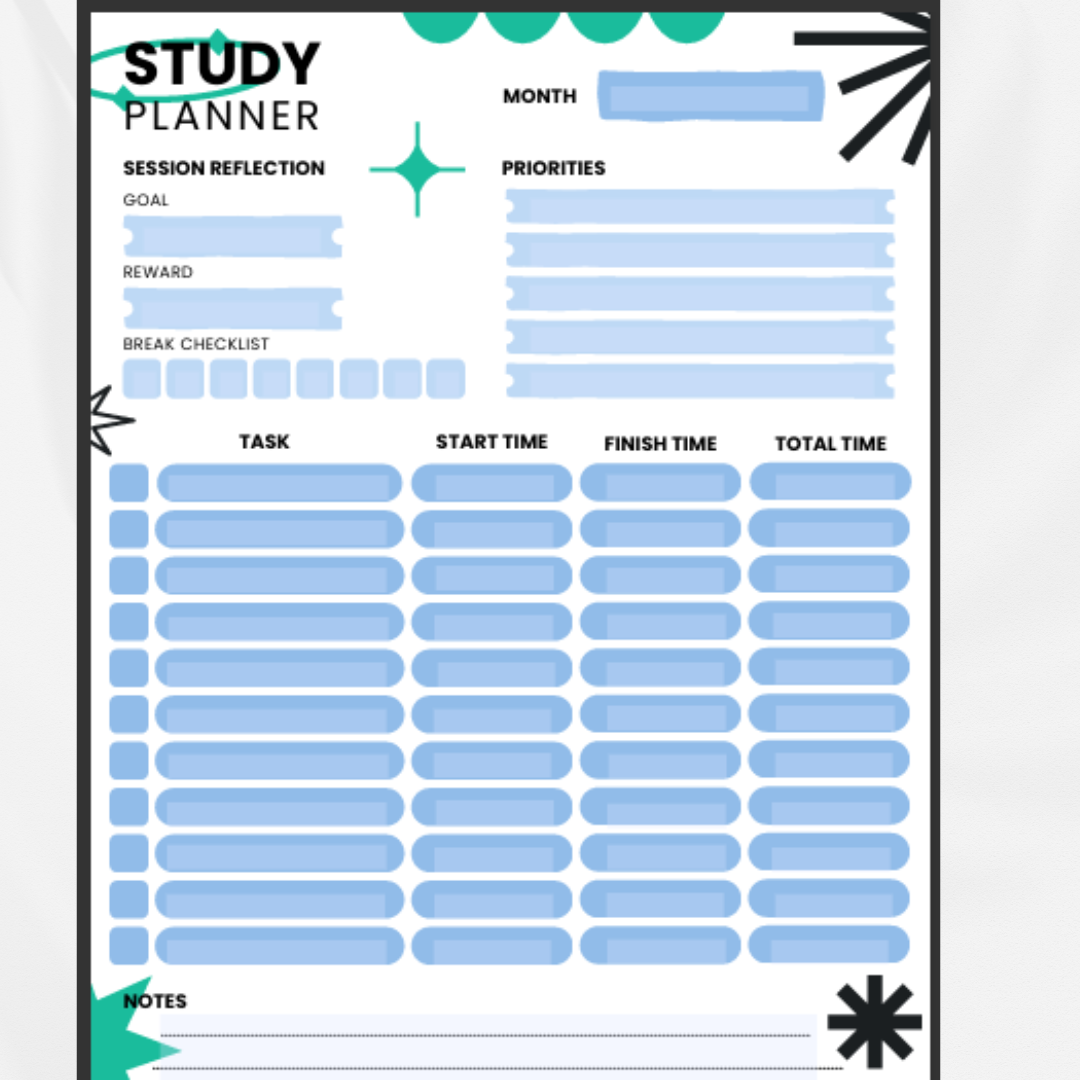 STUDY
PLANNER
MONTH
SESSION REFLECTION
GOAL
REWARD
BREAK CHECKLIST
PRIORITIES
TASK START TIME FINISH TIME TOTAL TIME
NOTES